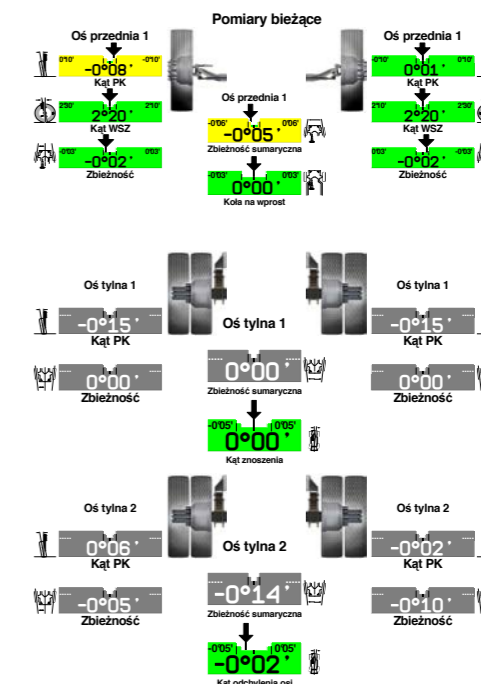 Pomiary bieżące
Oś przednia 1
0°10' -0°10'
-0°08'
Kąt PK
2°30' 2°10'
2°20'
Kąt WSZ
-0°03' 0°03'
-0°02'
Zbieżność
Oś przednia 1
-0°06' 0°06'
-0°05'
Zbieżność sumaryczna
-0°03' 0°03'
0°00'
Koła na wprost
Oś przednia 1
-0°10' 0°10'
0°01'
Kąt PK
2°10' 2°30'
2°20'
Kąt WSZ
0°03' -0°03'
-0°02'
Zbieżność
Oś tylna 1
-0°15'
Kąt PK
0°00'
Zbieżność
Oś tylna 1
0°00'
Zbieżność sumaryczna
-0°05' 0°05'
0°00'
Kąt znoszenia
Oś tylna 1
-0°15'
Kąt PK
0°00'
Zbieżność
Oś tylna 2
0°06'
Kąt PK
-0°05'
Zbieżność
Oś tylna 2
-0°14'
Zbieżność sumaryczna
-0°05' 0°05'
-0°02'
Kąt odchylenia osi
Oś tylna 2
-0°02'
Kąt PK
-0°10'
Zbieżność